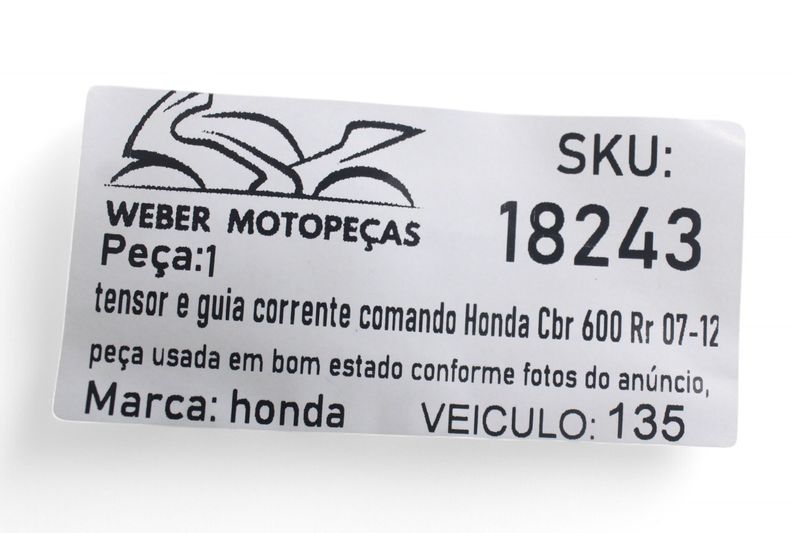 WEBER MOTOPEÇAS
SKU:
18243
Peça:1
tensor e guia corrente comando Honda Cbr 600 Rr 07-12
peça usada em bom estado conforme fotos do anúncio,
Marca: honda
VEICULO: 135